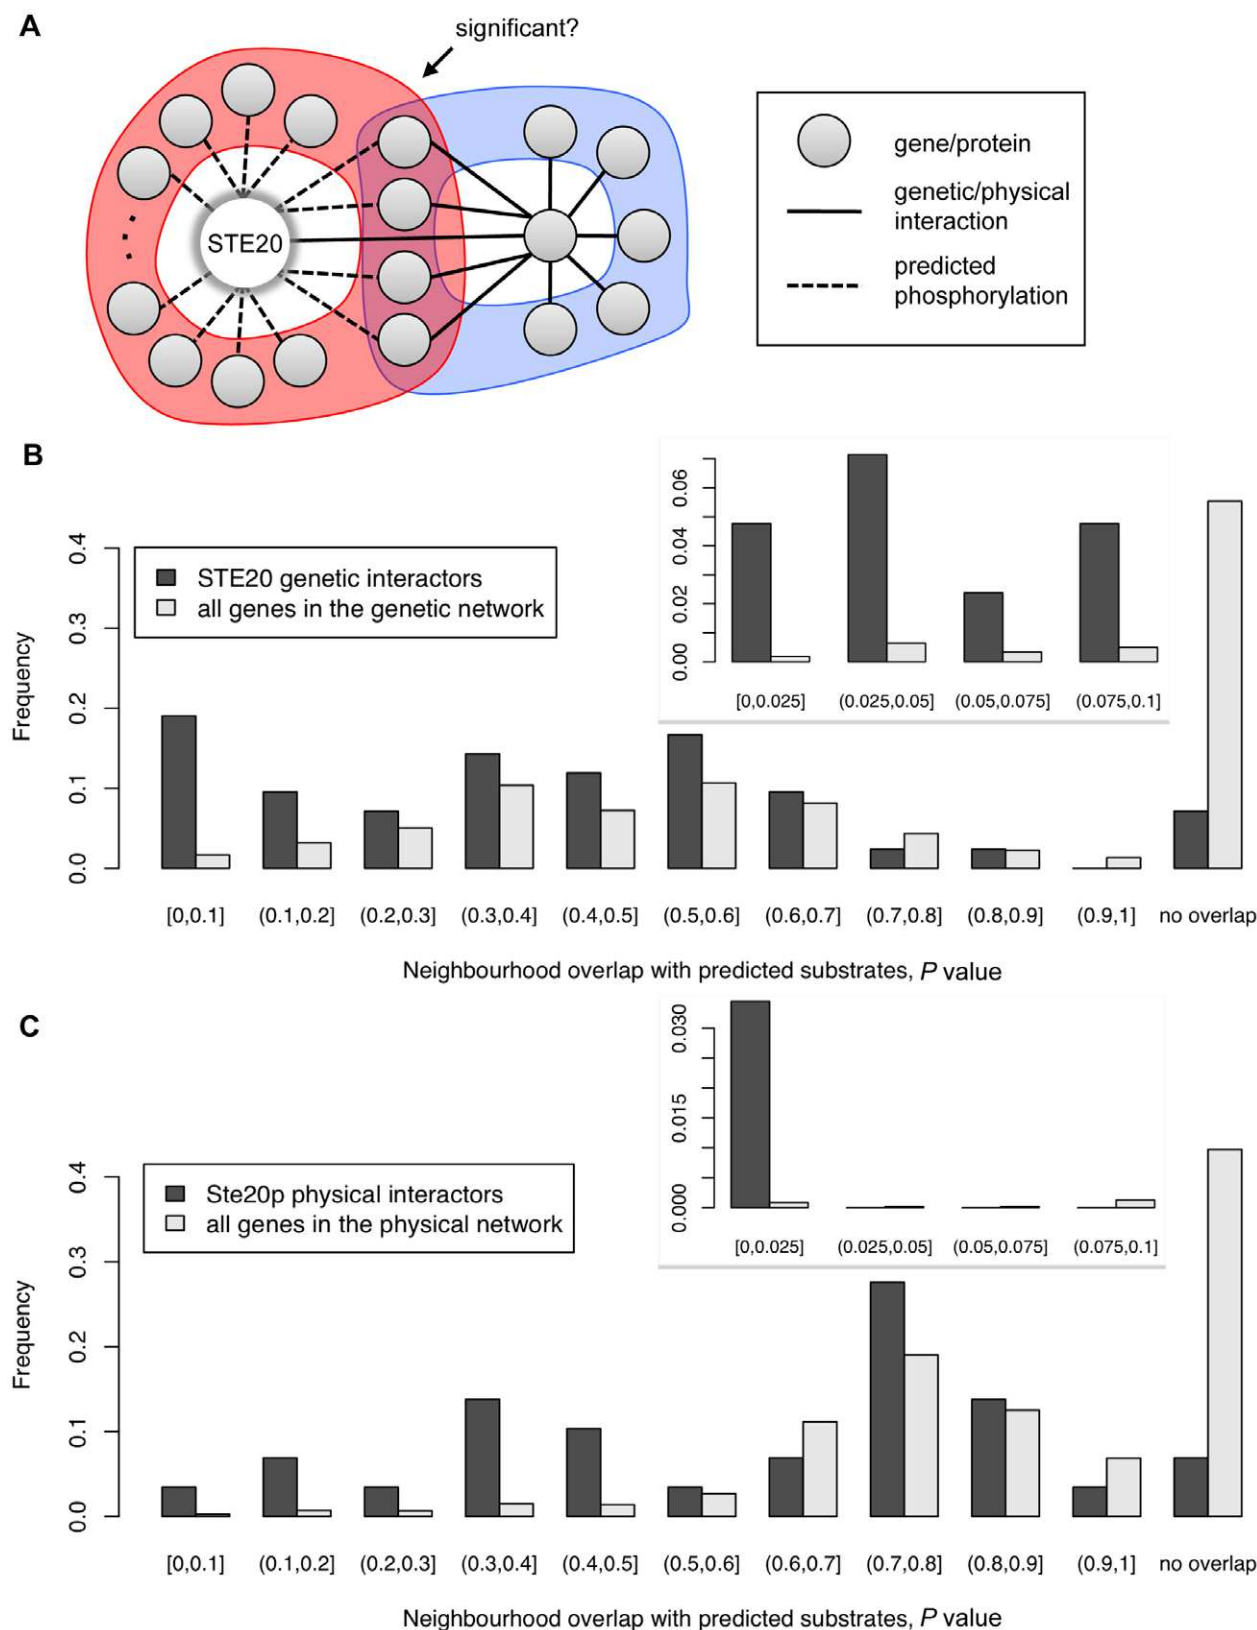 A
significant?
STE20
gene/protein
genetic/physical
interaction
predicted
phosphorylation
B
0.00 0.02 0.04 0.06
[0,0.025] (0.025,0.05] (0.05,0.075] (0.075,0.1]
STE20 genetic interactors
all genes in the genetic network
Frequency
0.0 0.1 0.2 0.3 0.4
[0,0.1] (0.1,0.2] (0.2,0.3] (0.3,0.4] (0.4,0.5] (0.5,0.6] (0.6,0.7] (0.7,0.8] (0.8,0.9] (0.9,1] no overlap
Neighbourhood overlap with predicted substrates, P value
C
0.000 0.015 0.030
[0,0.025] (0.025,0.05] (0.05,0.075] (0.075,0.1]
Ste20p physical interactors
all genes in the physical network
Frequency
0.0 0.1 0.2 0.3 0.4
[0,0.1] (0.1,0.2] (0.2,0.3] (0.3,0.4] (0.4,0.5] (0.5,0.6] (0.6,0.7] (0.7,0.8] (0.8,0.9] (0.9,1] no overlap
Neighbourhood overlap with predicted substrates, P value